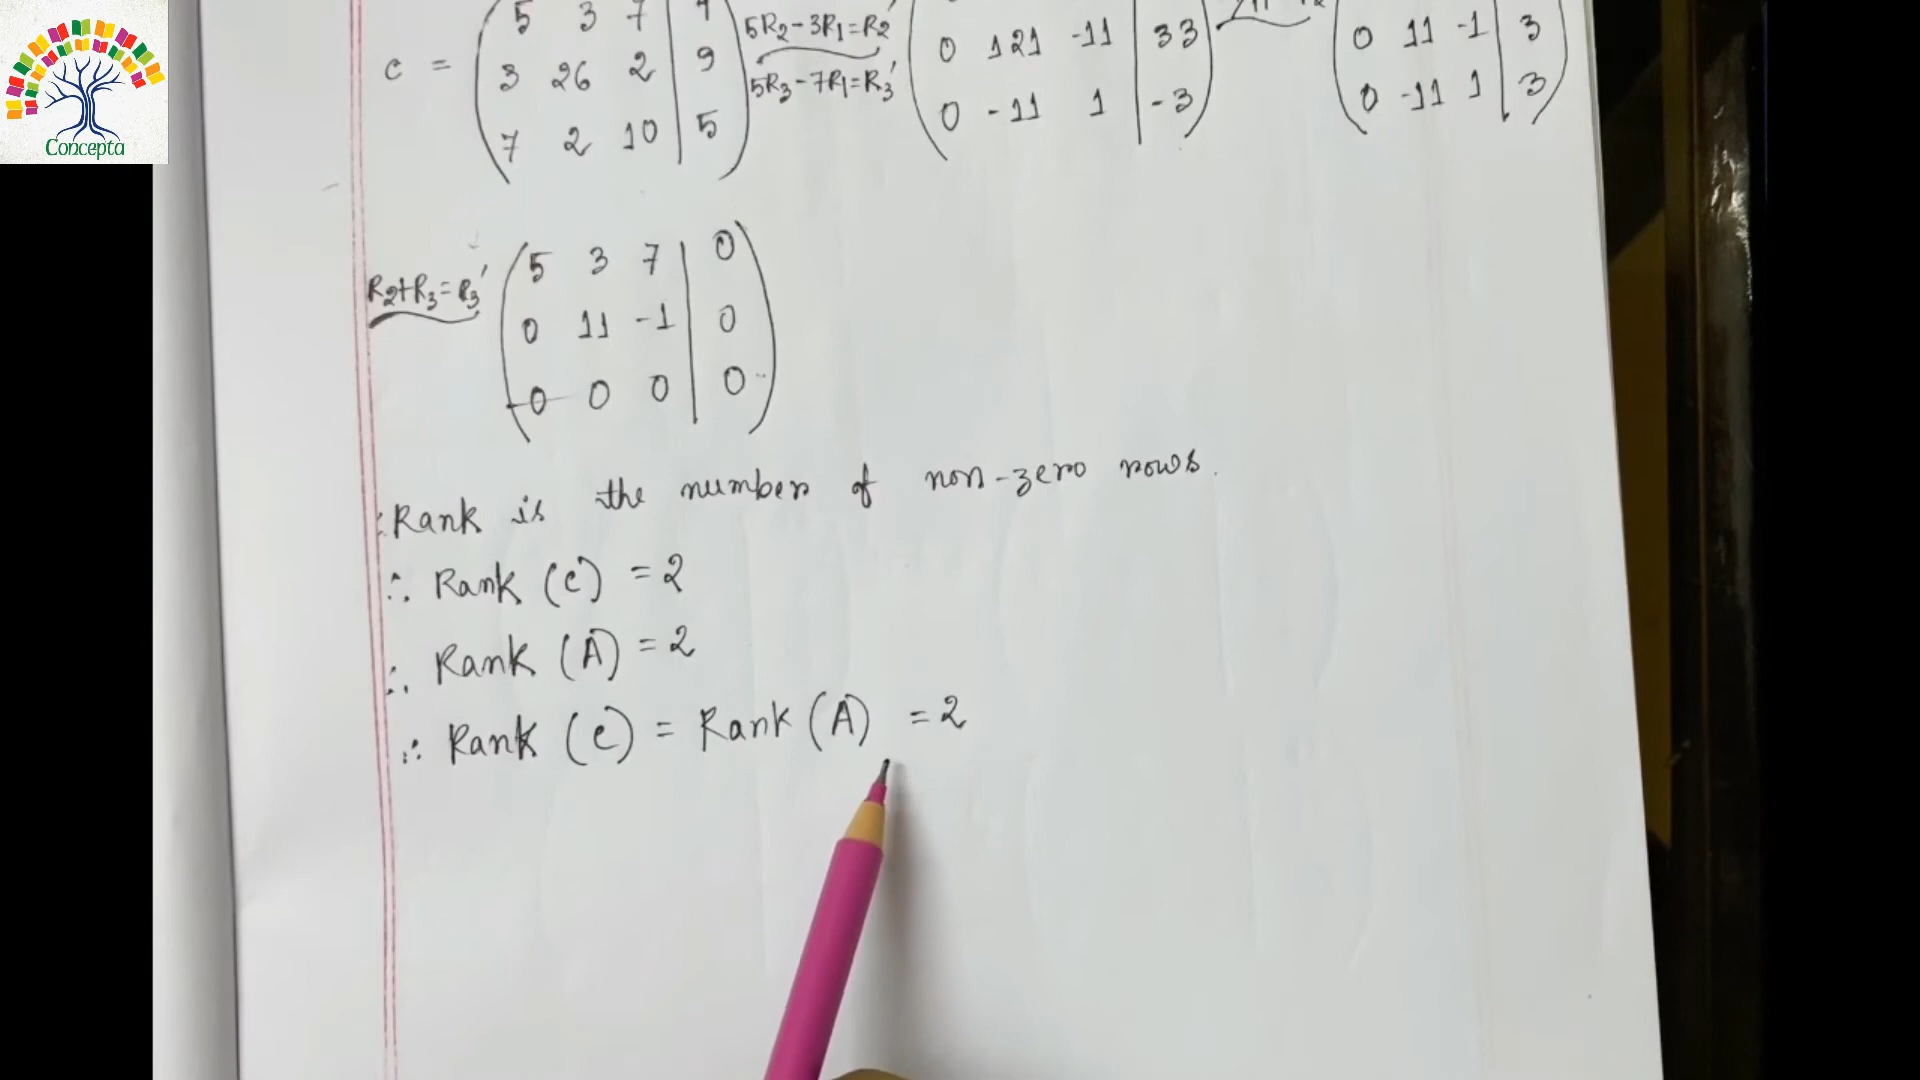 Concepta
5 3 7 4 5R2-3R1=R2'
c = 3 26 2 9 0 121 -11 33 0 11 -1 3
5R3-7R1=R3'
7 2 10 5 0 -11 1 -3 0 -11 1 3
R2+R3=R3' 5 3 7 0
0 11 -1 0
0 0 0 0
Rank is the number of non-zero rows.
∴ Rank (c) = 2
∴ Rank (A) = 2
∴ Rank (c) = Rank (A) = 2